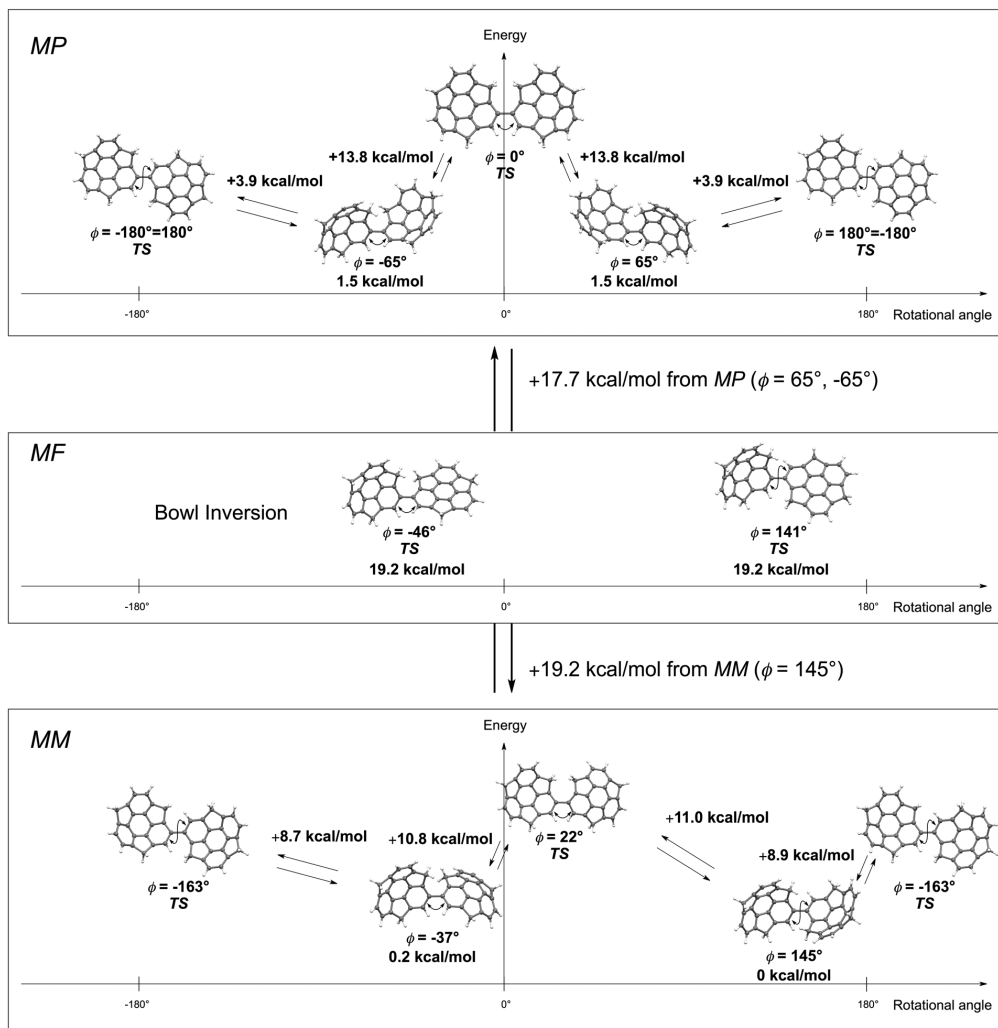 MP
Energy
+13.8 kcal/mol
ϕ = 0°
TS
+13.8 kcal/mol
+3.9 kcal/mol
+3.9 kcal/mol
ϕ = -180°=180°
TS
ϕ = -65°
1.5 kcal/mol
ϕ = 65°
1.5 kcal/mol
ϕ = 180°=-180°
TS
-180°
0°
180°
Rotational angle
+17.7 kcal/mol from MP (ϕ = 65°, -65°)
MF
Bowl Inversion
ϕ = -46°
TS
19.2 kcal/mol
ϕ = 141°
TS
19.2 kcal/mol
-180°
0°
180°
Rotational angle
+19.2 kcal/mol from MM (ϕ = 145°)
MM
Energy
+8.7 kcal/mol
+10.8 kcal/mol
ϕ = 22°
TS
+11.0 kcal/mol
+8.9 kcal/mol
ϕ = -163°
TS
ϕ = -37°
0.2 kcal/mol
ϕ = 145°
0 kcal/mol
ϕ = -163°
TS
-180°
0°
180°
Rotational angle